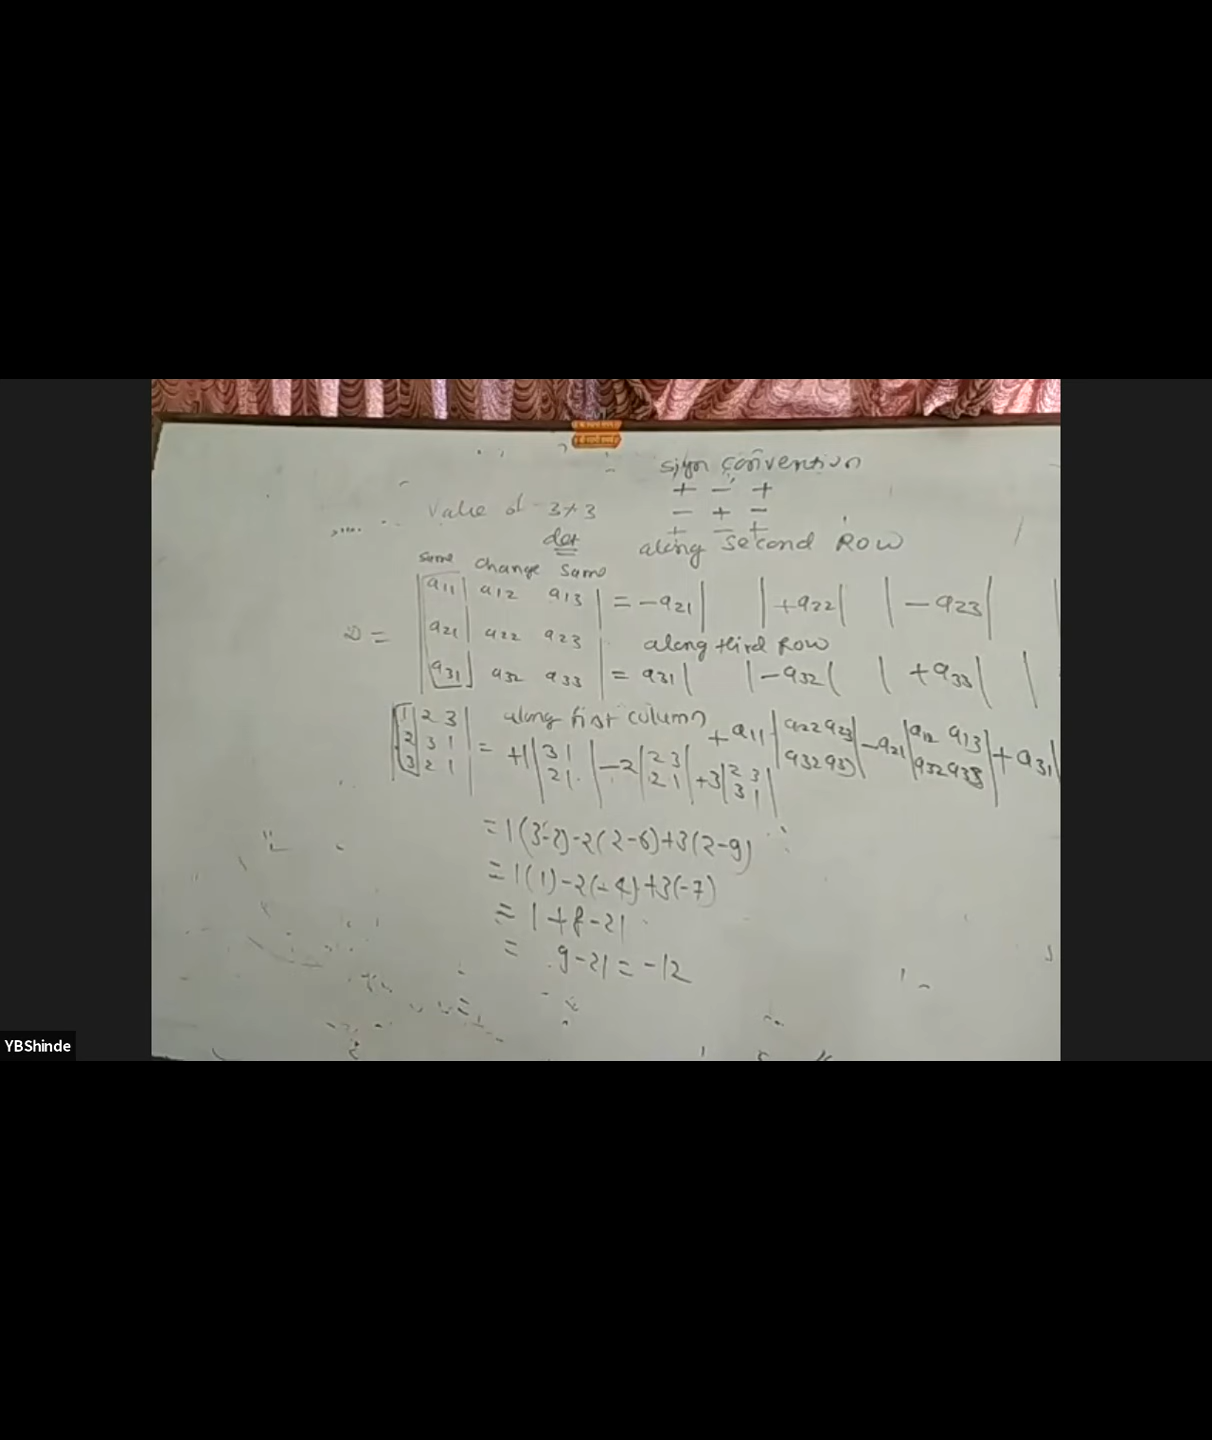 sign convention
+ - +
Value of 3×3
- + -
+ - +
det
along second Row
same change same
D = | a11 a12 a13 | = -a21| | +a22| | - a23| |
| a21 a22 a23 |
along third Row
| a31 a32 a33 | = a31| | -a32| | + a33| |
along first column
+ a11 | a22 a23 | - a21 | a12 a13 | + a31 |
| a32 a33 | | a32 a33 |
| 1 2 3 |
| 2 3 1 | = +1 | 3 1 | - 2 | 2 3 | + 3 | 2 3 |
| 3 2 1 | | 2 1 | | 2 1 | | 3 1 |
= 1(3-2)-2(2-6)+3(2-9)
= 1(1)-2(-4)+3(-7)
= 1+8-21
= 9-21 = -12
YBShinde